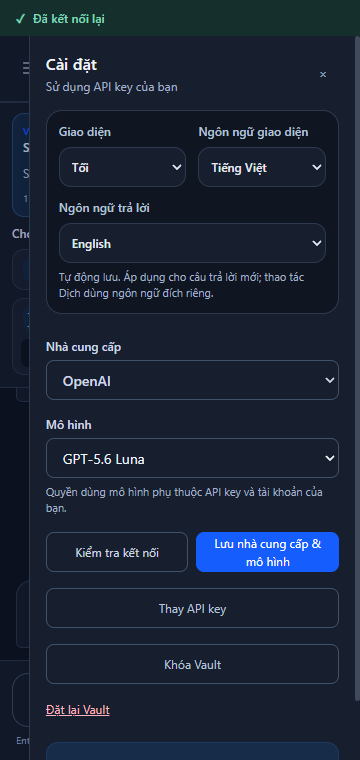 ✓ Đã kết nối lại
Cài đặt
×
Sử dụng API key của bạn
Giao diện
Ngôn ngữ giao diện
Tối
Tiếng Việt
Ngôn ngữ trả lời
English
Tự động lưu. Áp dụng cho câu trả lời mới; thao tác
Dịch dùng ngôn ngữ đích riêng.
Nhà cung cấp
OpenAI
Mô hình
GPT-5.6 Luna
Quyền dùng mô hình phụ thuộc API key và tài khoản của
bạn.
Kiểm tra kết nối
Lưu nhà cung cấp &
mô hình
Thay API key
Khóa Vault
Đặt lại Vault